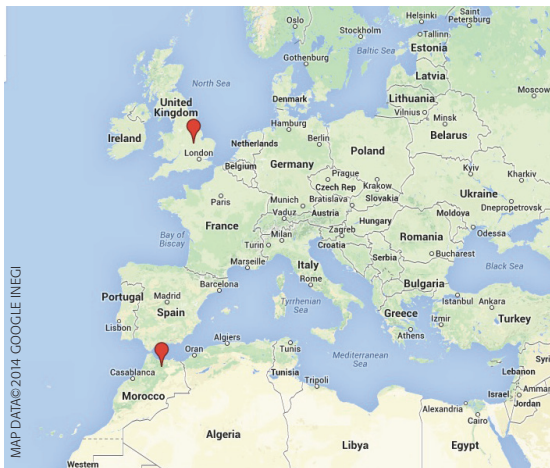 Oslo
Helsinki
Saint
Petersburg
Stockholm
Tallinn
Estonia
Gothenburg
Baltic Sea
Latvia
North Sea
Moscow
United
Kingdom
Denmark
Lithuania
Vilnius
Minsk
Ireland
Hamburg
Belarus
London
Netherlands
Berlin
Poland
Belgium
Germany
Kyiv
Kharkiv
Prague
Czech Rep
Krakow
Ukraine
Paris
Munich
Bratislava
Slovakia
Dnepropetrovsk
Vaduz
Austria
Moldova
France
Hungary
Bay of
Biscay
Milan
Zagreb
Romania
Odessa
Turin
Croatia
Marseille
Serbia
Bucharest
Italy
Black Sea
Portugal
Madrid
Barcelona
Rome
Bulgaria
Spain
Tyrrhenian
Sea
Istanbul
Ankara
Lisbon
Greece
Izmir
Turkey
Athens
Algiers
Oran
Tunis
Mediterranean
Sea
Syri
Casablanca
Tunisia
Lebanon
Tripoli
Amma
Morocco
Israel
Jordan
Alexandria
Cairo
Algeria
Libya
Egypt
Western
MAP DATA©2014 GOOGLE INEGI